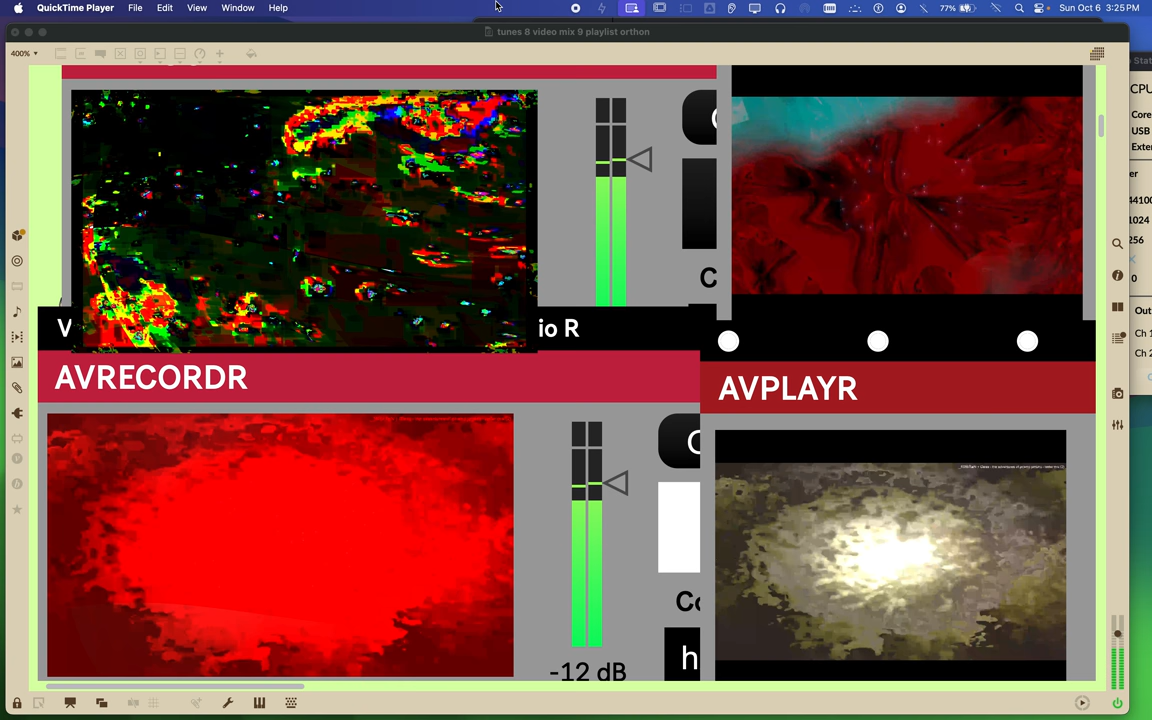 QuickTime Player File Edit View Window Help 77% Sun Oct 6 3:25 PM
tunes 8 video mix 9 playlist orthon
400%
Stat
CPU
Core
USB
Exter
er
44100
1024
256
0
C
C
V
io R
Out
Ch 1
Ch 2
AVRECORDR
AVPLAYR
C
Co
h
-12 dB